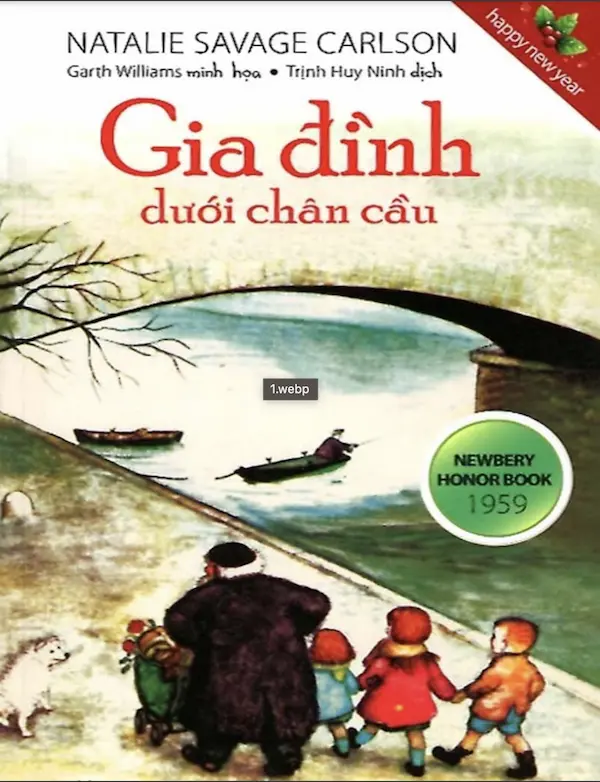 NATALIE SAVAGE CARLSON
happy new year
Garth Williams minh họa • Trịnh Huy Ninh dịch
Gia đình
dưới chân cầu
1.webp
NEWBERY
HONOR BOOK
1959